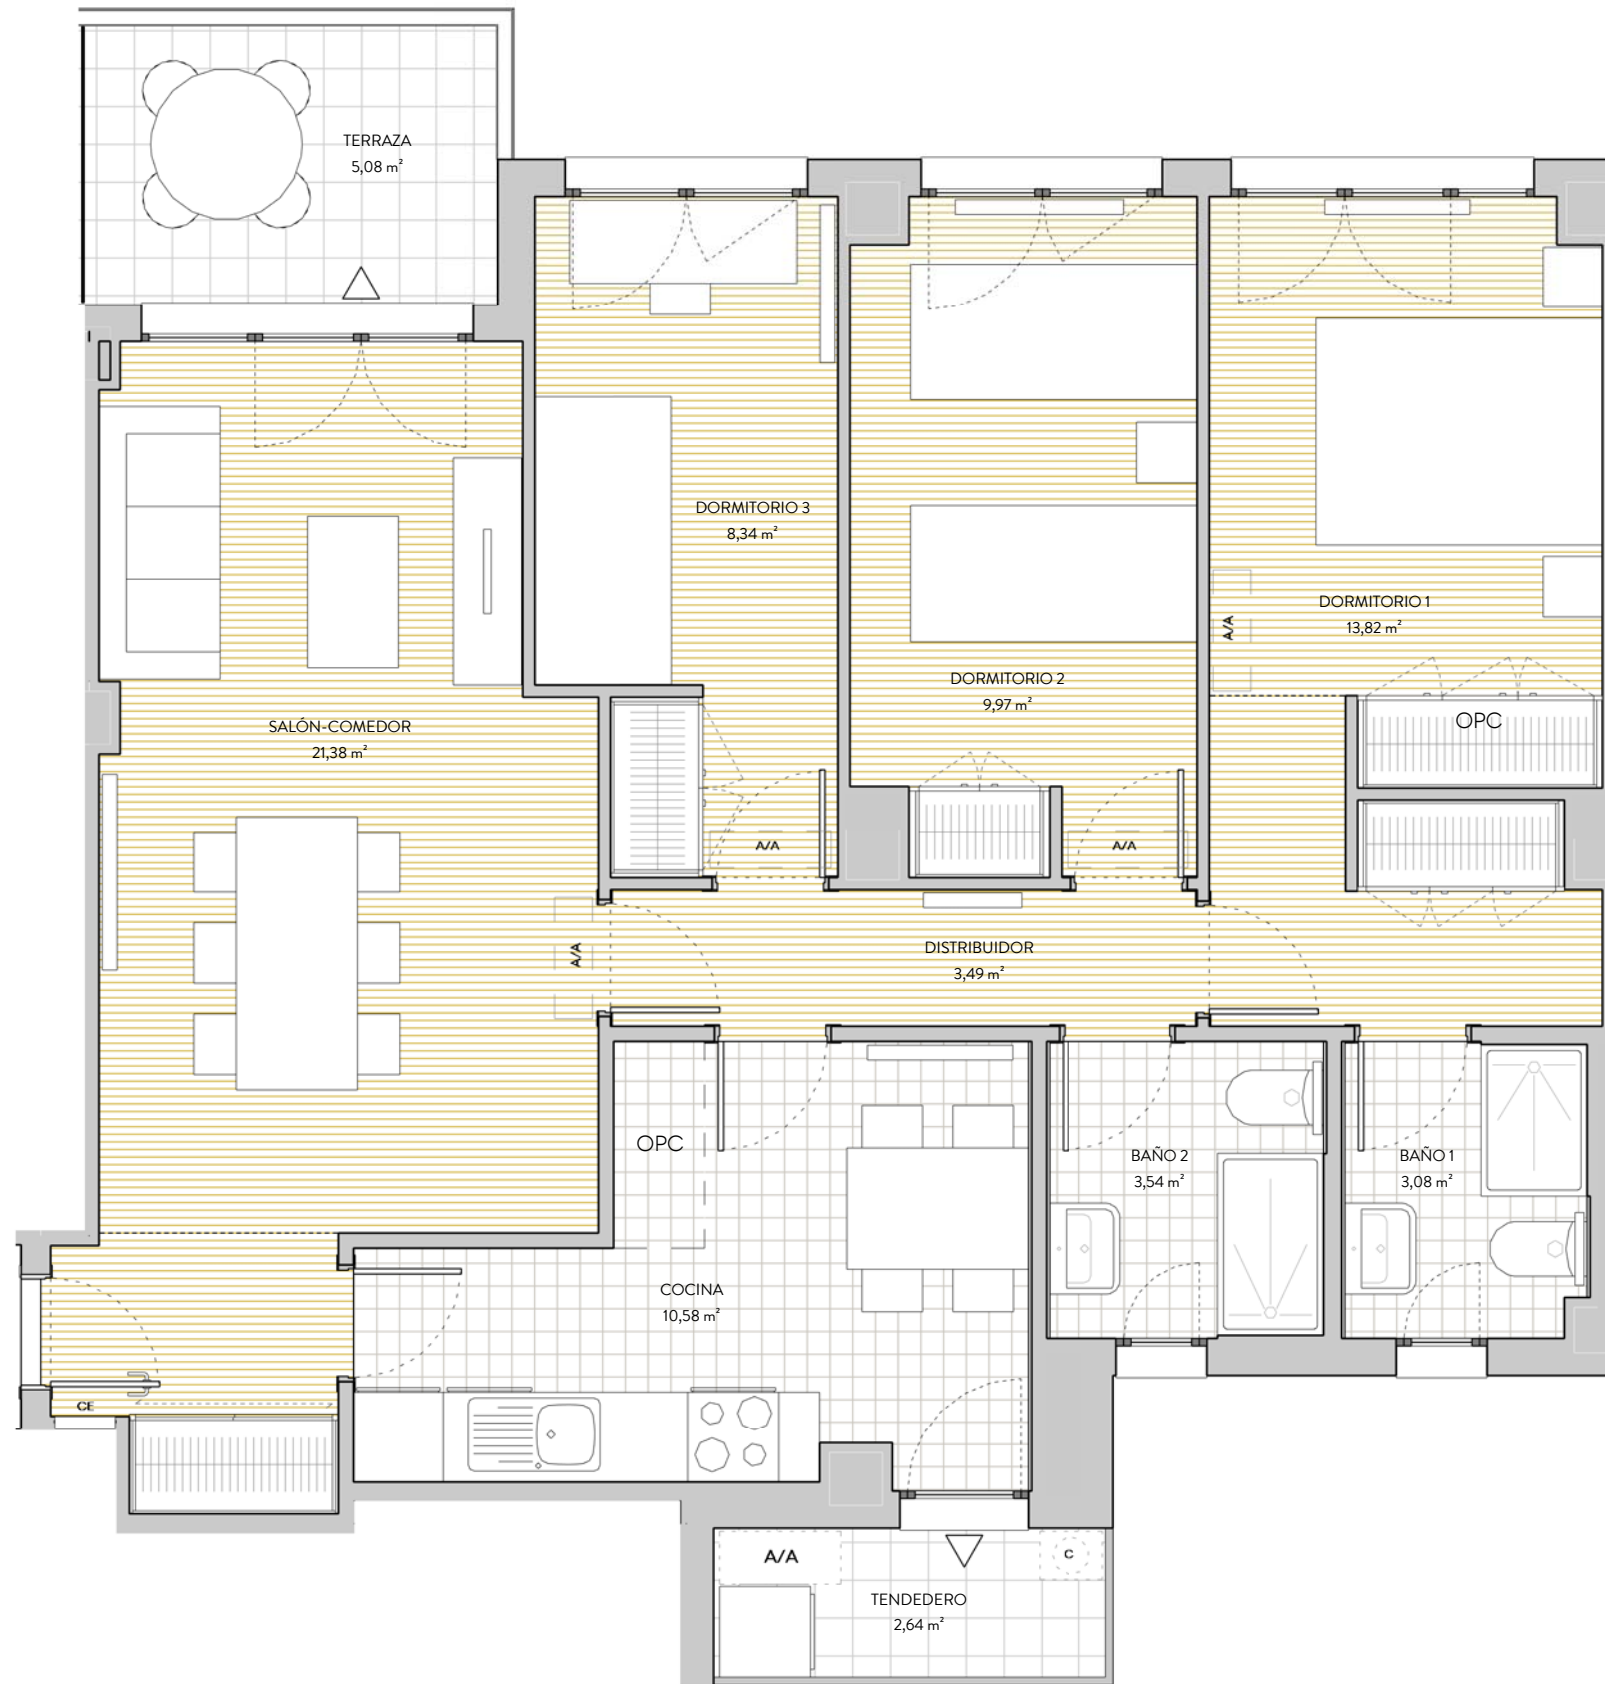 TERRAZA
5,08 m²
DORMITORIO 3
8,34 m²
DORMITORIO 1
13,82 m²
A/A
DORMITORIO 2
9,97 m²
OPC
SALÓN-COMEDOR
21,38 m²
A/A
A/A
A/A
DISTRIBUIDOR
3,49 m²
OPC
BAÑO 2
3,54 m²
BAÑO 1
3,08 m²
COCINA
10,58 m²
CE
A/A
C
TENDEDERO
2,64 m²